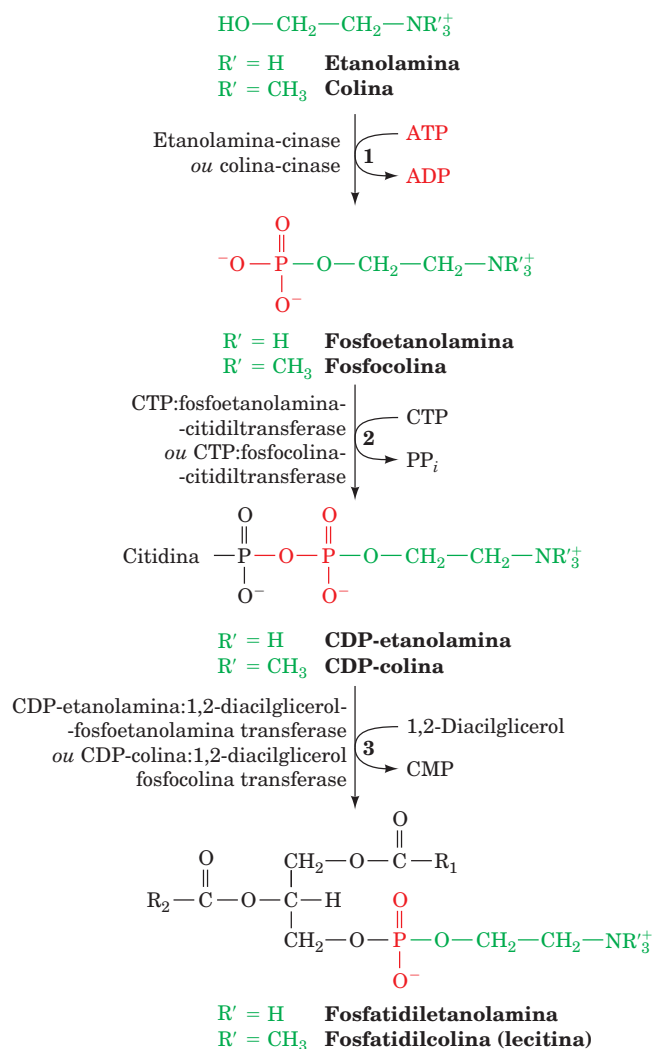 HO—CH₂—CH₂—NR′₃⁺
R′ = H Etanolamina
R′ = CH₃ Colina
Etanolamina-cinase
ou colina-cinase
1
ATP
ADP
O
⁻O—P—O—CH₂—CH₂—NR′₃⁺
O⁻
R′ = H Fosfoetanolamina
R′ = CH₃ Fosfocolina
CTP:fosfoetanolamina-
-citidiltransferase
ou CTP:fosfocolina-
-citidiltransferase
2
CTP
PPi
O O
Citidina —P—O—P—O—CH₂—CH₂—NR′₃⁺
O⁻ O⁻
R′ = H CDP-etanolamina
R′ = CH₃ CDP-colina
CDP-etanolamina:1,2-diacilglicerol-
-fosfoetanolamina transferase
ou CDP-colina:1,2-diacilglicerol
fosfocolina transferase
3
1,2-Diacilglicerol
CMP
O
O CH₂—O—C—R₁
R₂—C—O—C—H O
CH₂—O—P—O—CH₂—CH₂—NR′₃⁺
O⁻
R′ = H Fosfatidiletanolamina
R′ = CH₃ Fosfatidilcolina (lecitina)